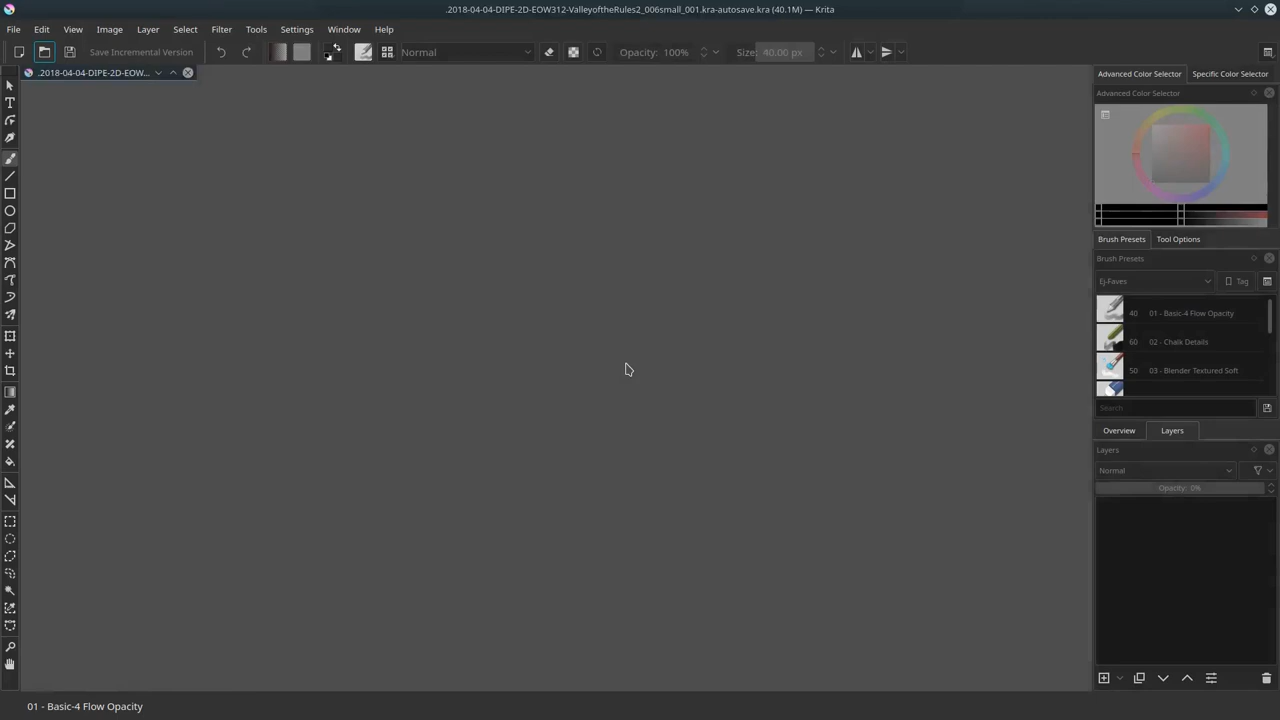 .2018-04-04-DIPE-2D-EOW312-ValleyoftheRules2_006small_001.kra-autosave.kra (40.1M) — Krita
File Edit View Image Layer Select Filter Tools Settings Window Help
Save Incremental Version Normal Opacity: 100% Size: 40.00 px
.2018-04-04-DIPE-2D-EOW...
Advanced Color Selector Specific Color Selector
Advanced Color Selector
Brush Presets Tool Options
Brush Presets
Ej-Faves Tag
40 01 - Basic-4 Flow Opacity
60 02 - Chalk Details
50 03 - Blender Textured Soft
Search
Overview Layers
Layers
Normal
Opacity: 0%
01 - Basic-4 Flow Opacity